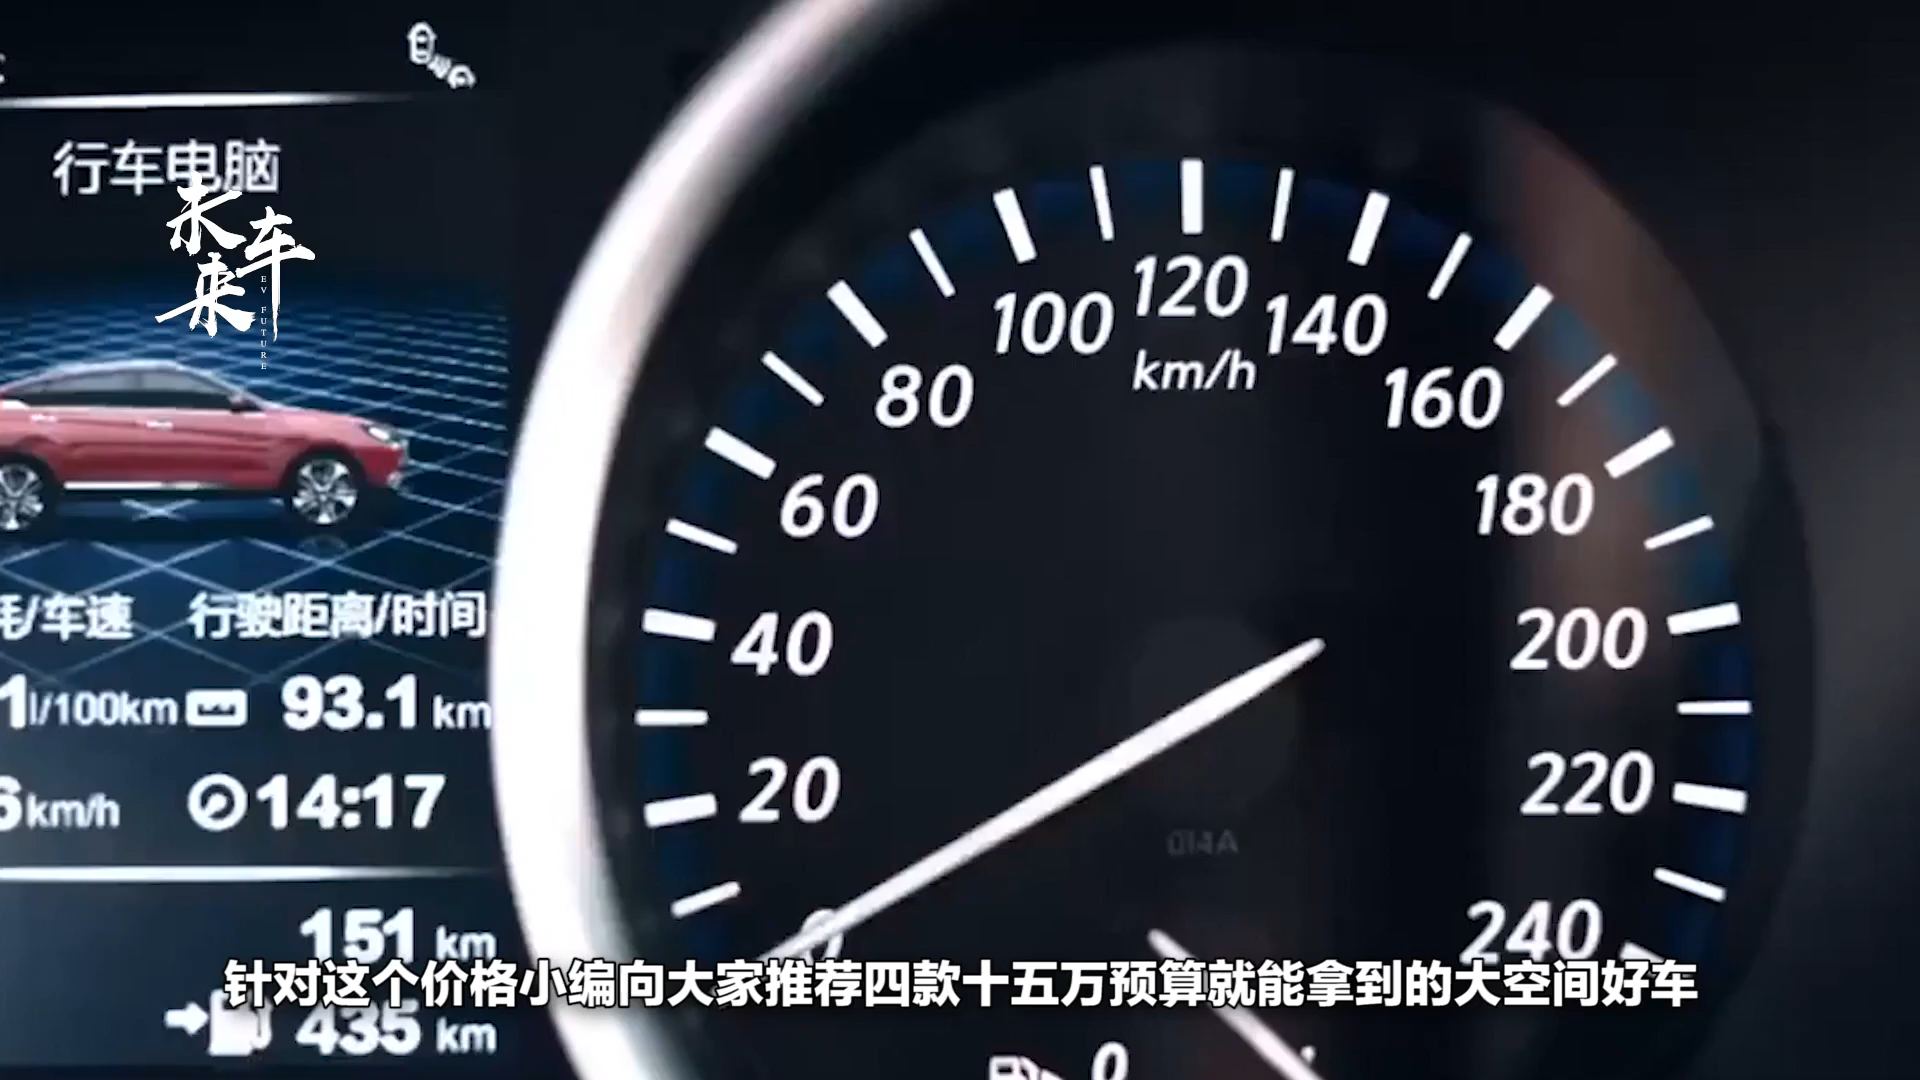 行车电脑
未来车
EV FUTURE
耗/车速 行驶距离/时间
1l/100km 93.1 km
6km/h 14:17
151 km
435 km
0
20
40
60
80
100
120
km/h
140
160
180
200
220
240
0
针对这个价格小编向大家推荐四款十五万预算就能拿到的大空间好车